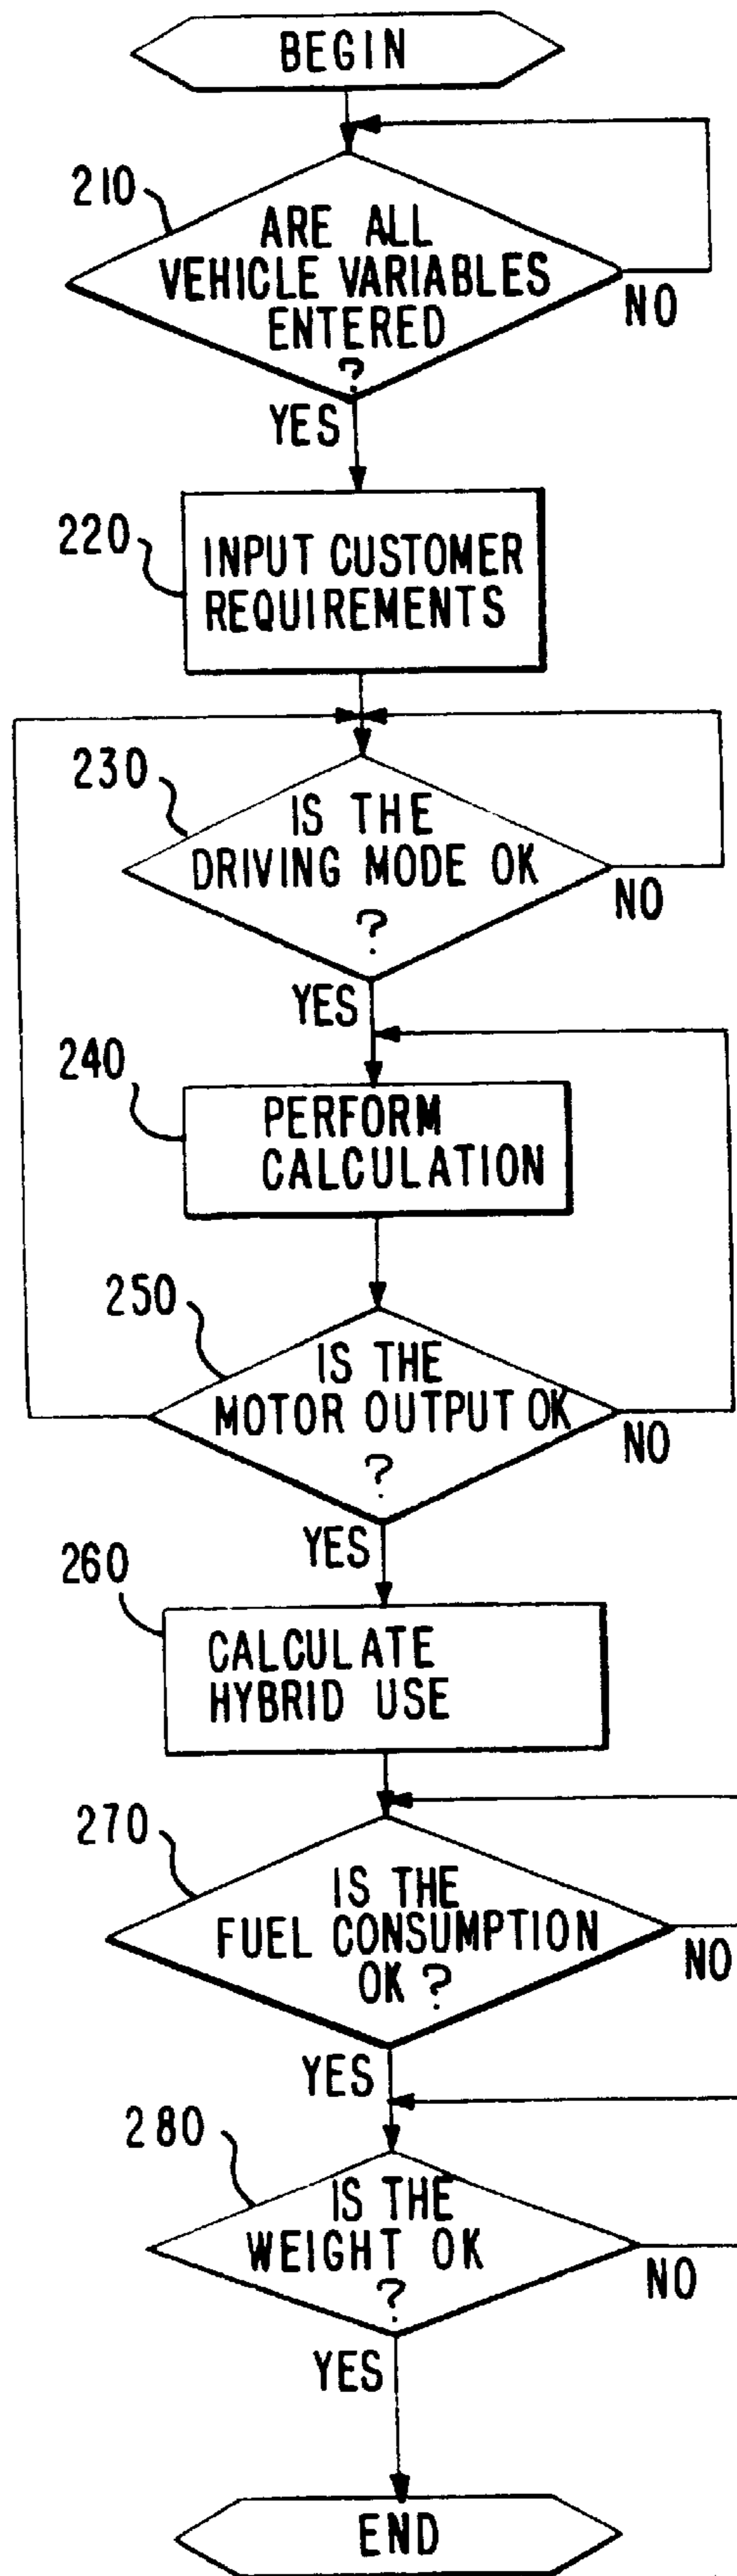 BEGIN
210
ARE ALL
VEHICLE VARIABLES
ENTERED
?
NO
YES
220
INPUT CUSTOMER
REQUIREMENTS
230
IS THE
DRIVING MODE OK
?
NO
YES
240
PERFORM
CALCULATION
250
IS THE
MOTOR OUTPUT OK
?
NO
YES
260
CALCULATE
HYBRID USE
270
IS THE
FUEL CONSUMPTION
OK ?
NO
YES
280
IS THE
WEIGHT OK
?
NO
YES
END